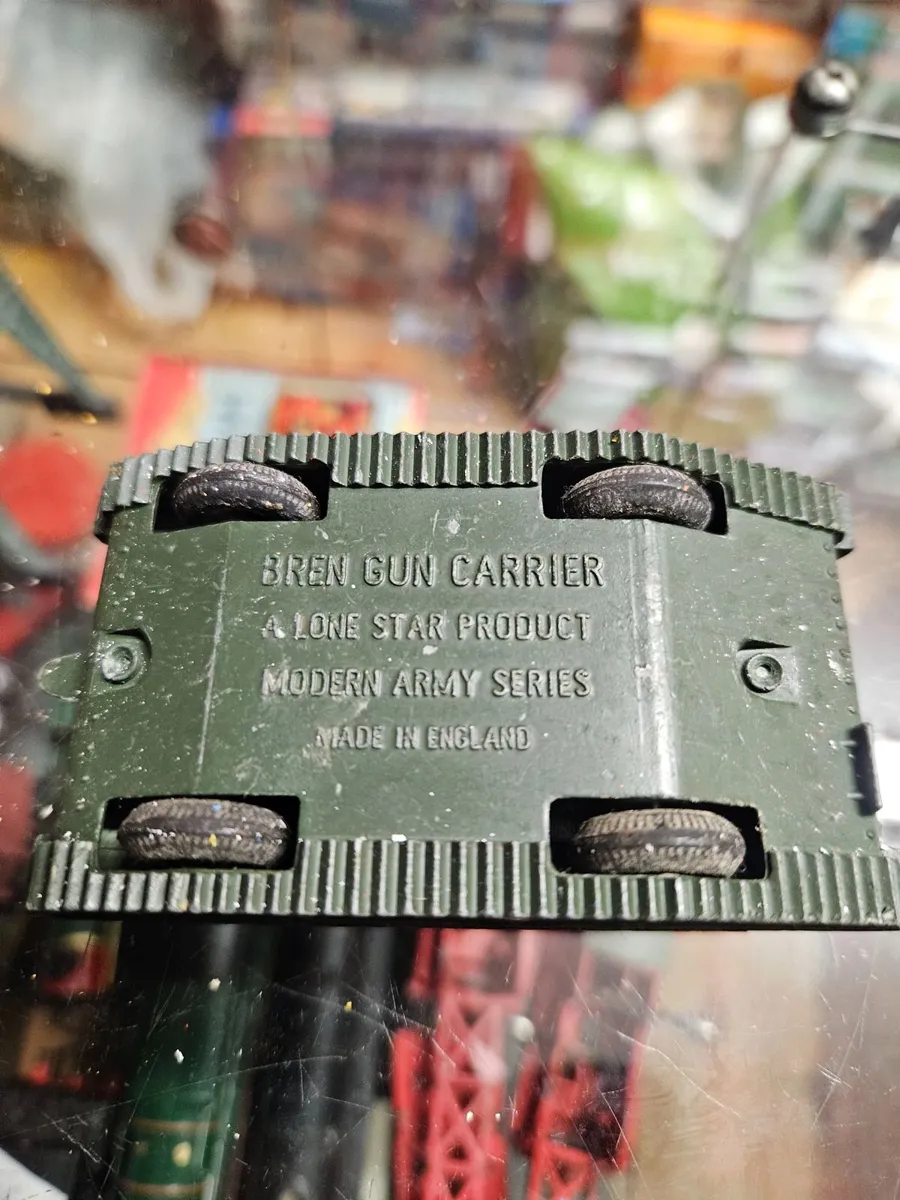 BREN GUN CARRIER
A LONE STAR PRODUCT
MODERN ARMY SERIES
MADE IN ENGLAND